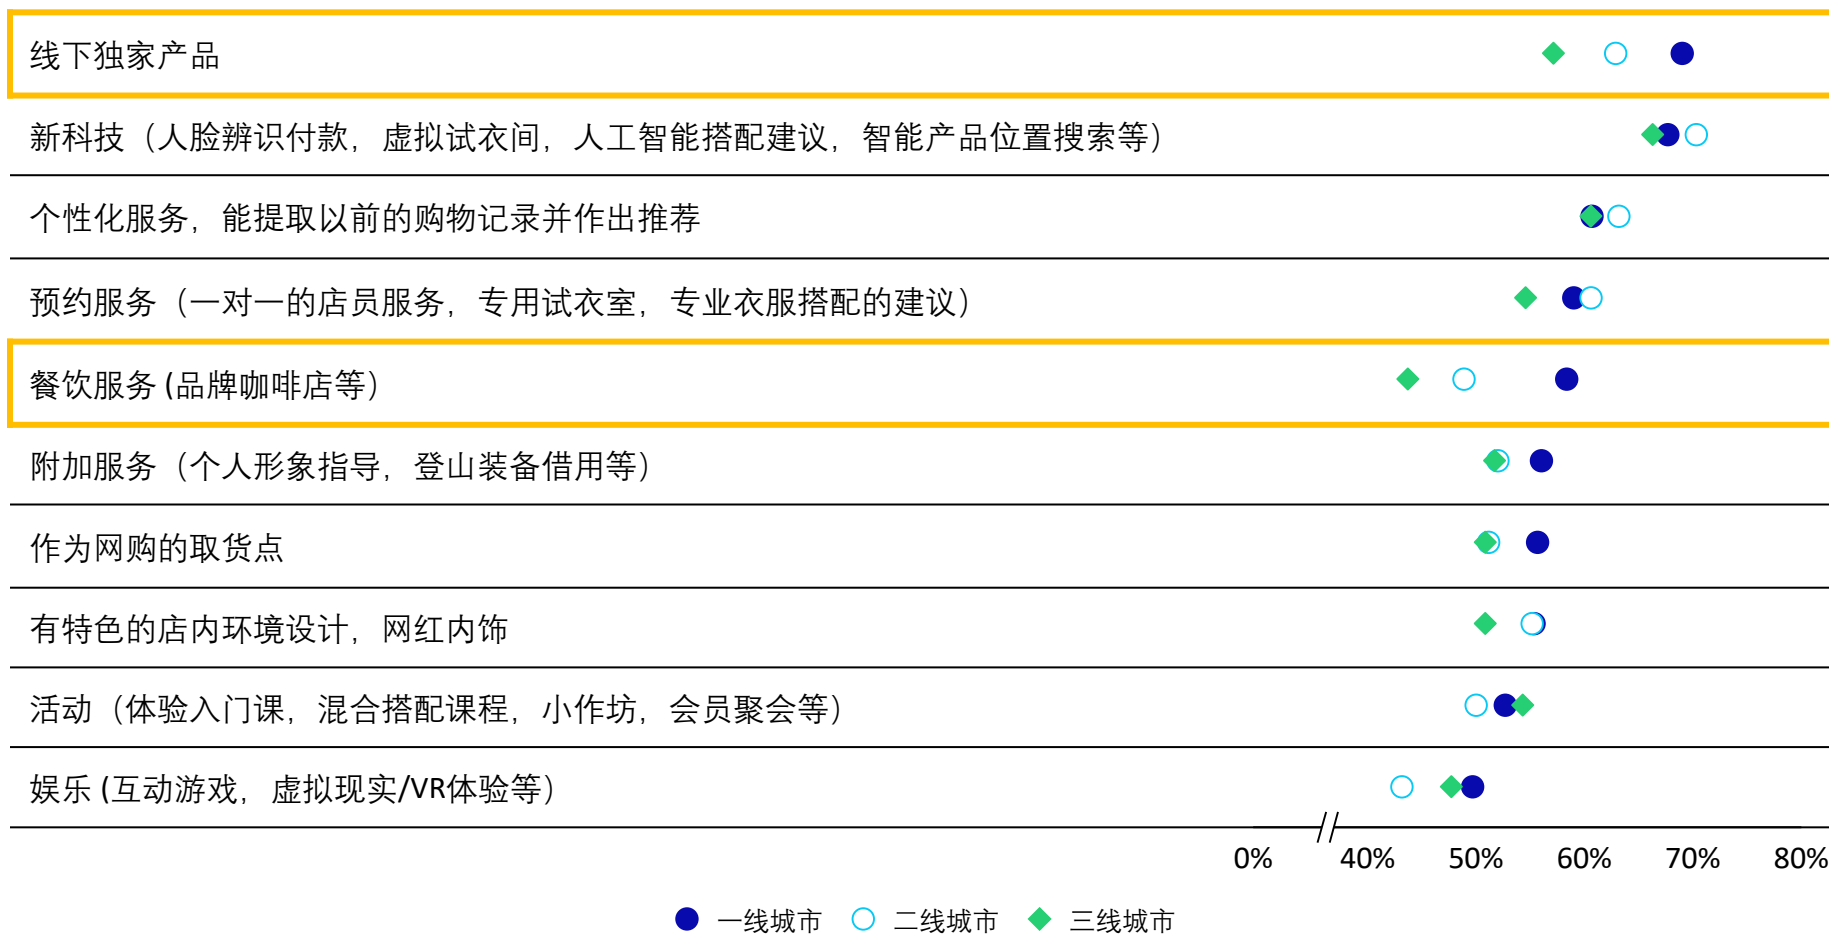 线下独家产品
新科技（人脸辨识付款，虚拟试衣间，人工智能搭配建议，智能产品位置搜索等）
个性化服务，能提取以前的购物记录并作出推荐
预约服务（一对一的店员服务，专用试衣室，专业衣服搭配的建议）
餐饮服务 (品牌咖啡店等）
附加服务（个人形象指导，登山装备借用等）
作为网购的取货点
有特色的店内环境设计，网红内饰
活动（体验入门课，混合搭配课程，小作坊，会员聚会等）
娱乐 (互动游戏，虚拟现实/VR体验等）
0% 40% 50% 60% 70% 80%
一线城市 二线城市 三线城市